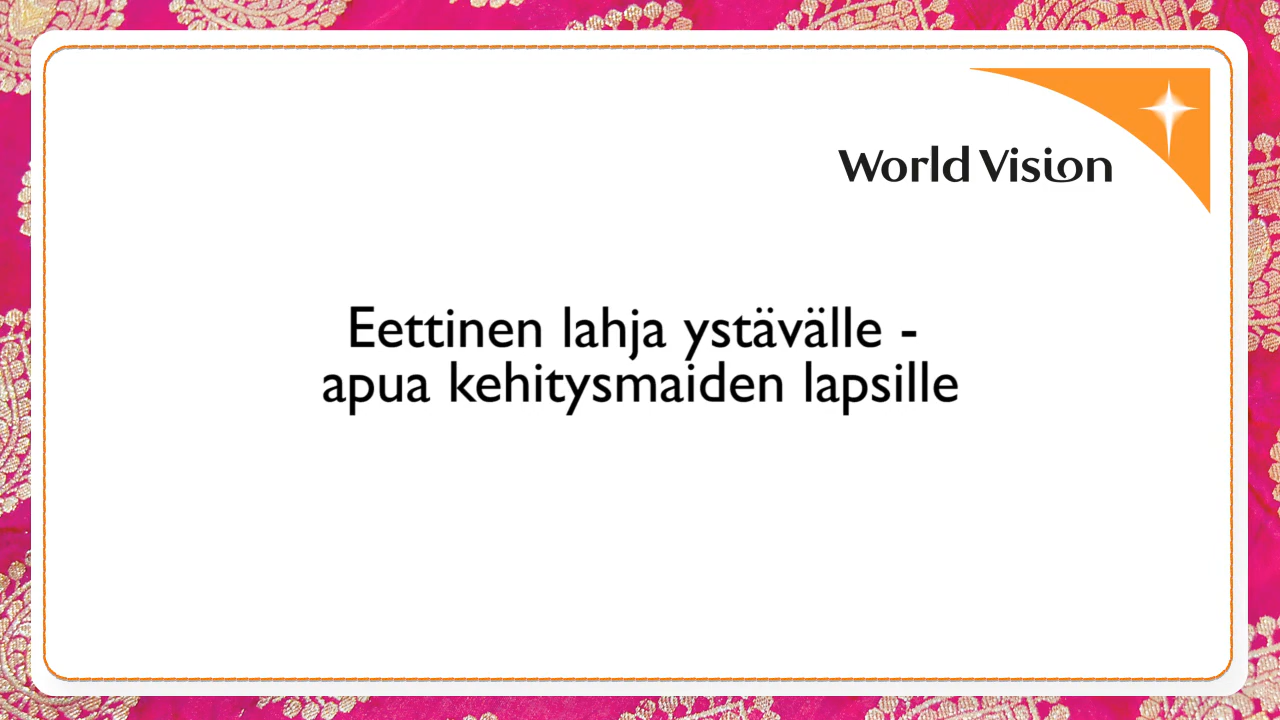 World Vision
Eettinen lahja ystävälle -
apua kehitysmaiden lapsille